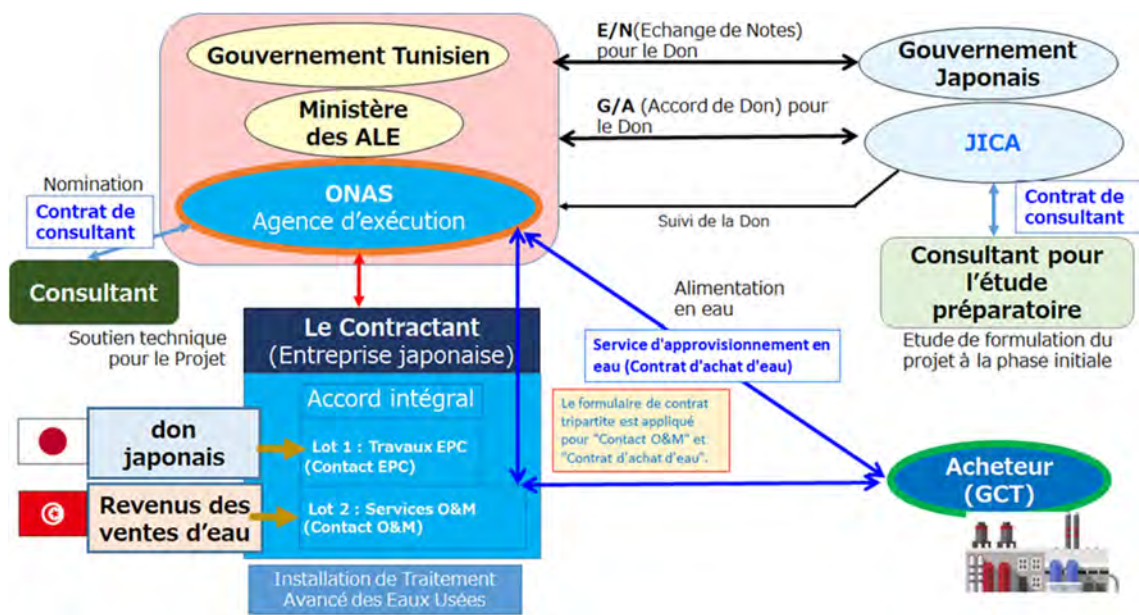 Gouvernement Tunisien
Ministère
des ALE
ONAS
Agence d'exécution
E/N(Echange de Notes)
pour le Don
G/A (Accord de Don) pour
le Don
Gouvernement
Japonais
JICA
Suivi de la Don
Contrat de
consultant
Consultant pour
l'étude
préparatoire
Etude de formulation du
projet à la phase initiale
Nomination
Contrat de
consultant
Consultant
Soutien technique
pour le Projet
Le Contractant
(Entreprise japonaise)
Accord intégral
Lot 1 : Travaux EPC
(Contact EPC)
Lot 2 : Services O&M
(Contact O&M)
Installation de Traitement
Avancé des Eaux Usées
don
japonais
Revenus des
ventes d'eau
Alimentation
en eau
Service d'approvisionnement en
eau (Contrat d'achat d'eau)
Le formulaire de contrat
tripartite est appliqué
pour "Contact O&M" et
"Contrat d'achat d'eau".
Acheteur
(GCT)